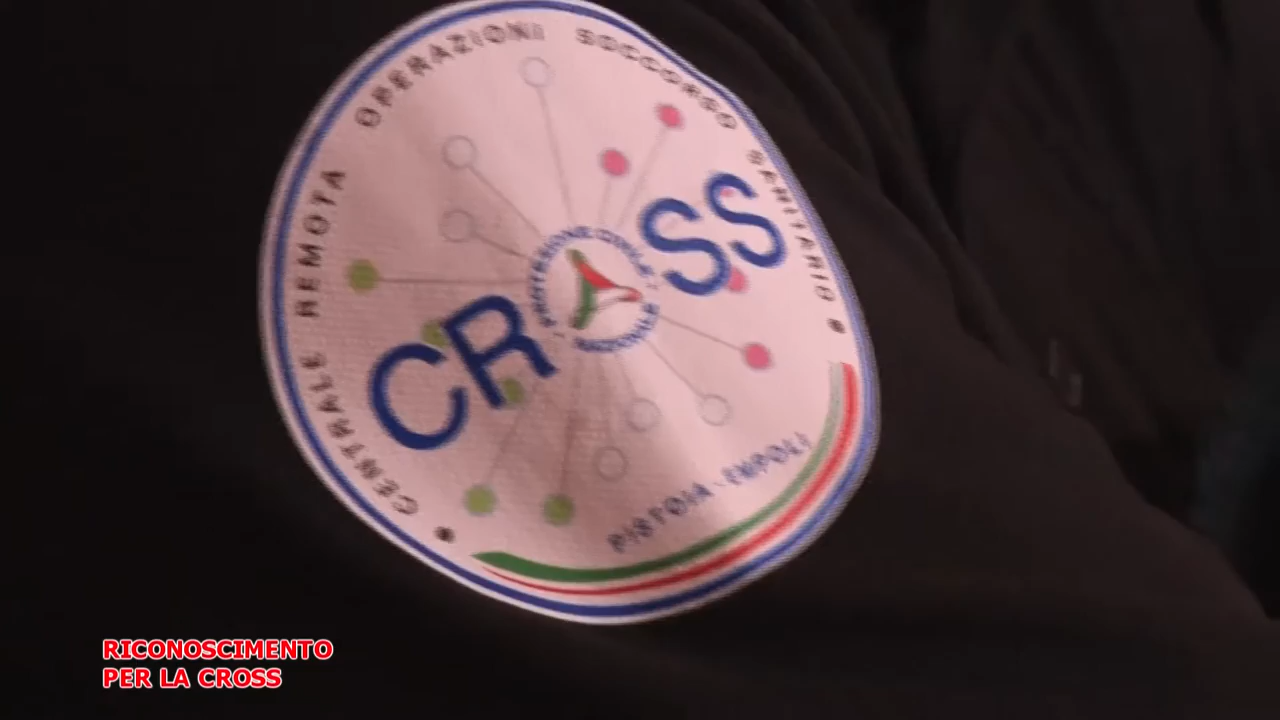 CENTRALE REMOTA OPERAZIONI SOCCORSO SANITARIO
CROSS
PROTEZIONE CIVILE
NAZIONALE
PISTOIA - EMPOLI
RICONOSCIMENTO
PER LA CROSS